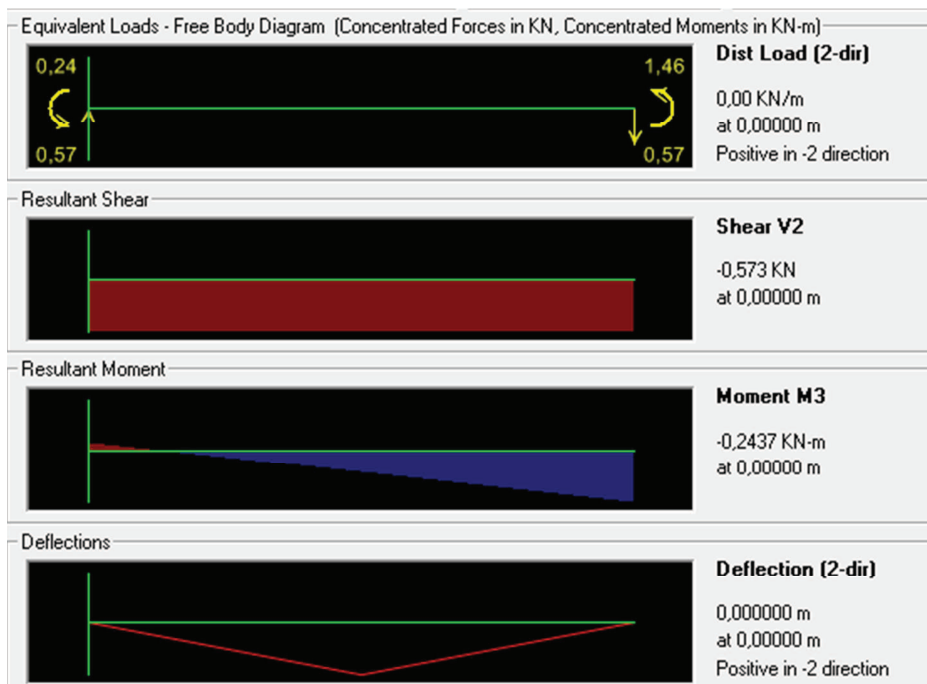 Equivalent Loads - Free Body Diagram (Concentrated Forces in KN, Concentrated Moments in KN-m)
0,24
1,46
0,57
0,57
Dist Load (2-dir)
0,00 KN/m
at 0,00000 m
Positive in -2 direction
Resultant Shear
Shear V2
-0,573 KN
at 0,00000 m
Resultant Moment
Moment M3
-0,2437 KN-m
at 0,00000 m
Deflections
Deflection (2-dir)
0,000000 m
at 0,00000 m
Positive in -2 direction